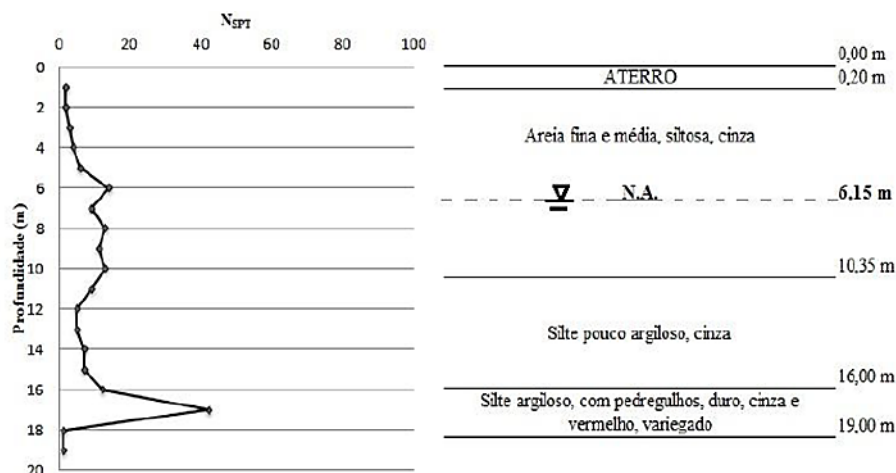 N_SPT
0 20 40 60 80 100
0
2
4
6
8
10
12
14
16
18
20
Profundidade (m)
0,00 m
ATERRO 0,20 m
Areia fina e média, siltosa, cinza
N.A. 6,15 m
10,35 m
Silte pouco argiloso, cinza
16,00 m
Silte argiloso, com pedregulhos, duro, cinza e
vermelho, variegado 19,00 m